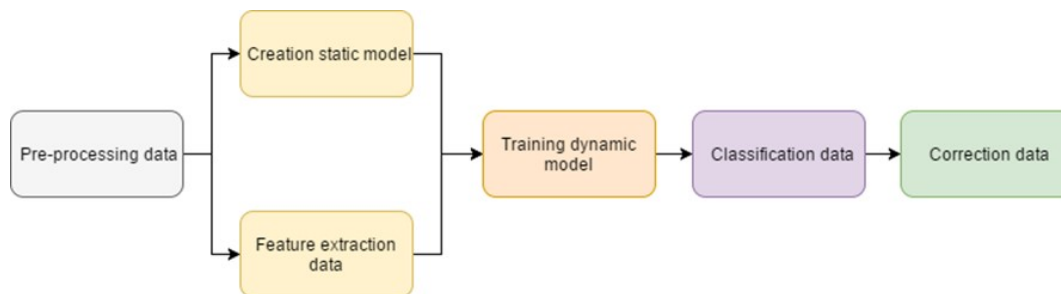 Pre-processing data
Creation static model
Feature extraction
data
Training dynamic
model
Classification data
Correction data